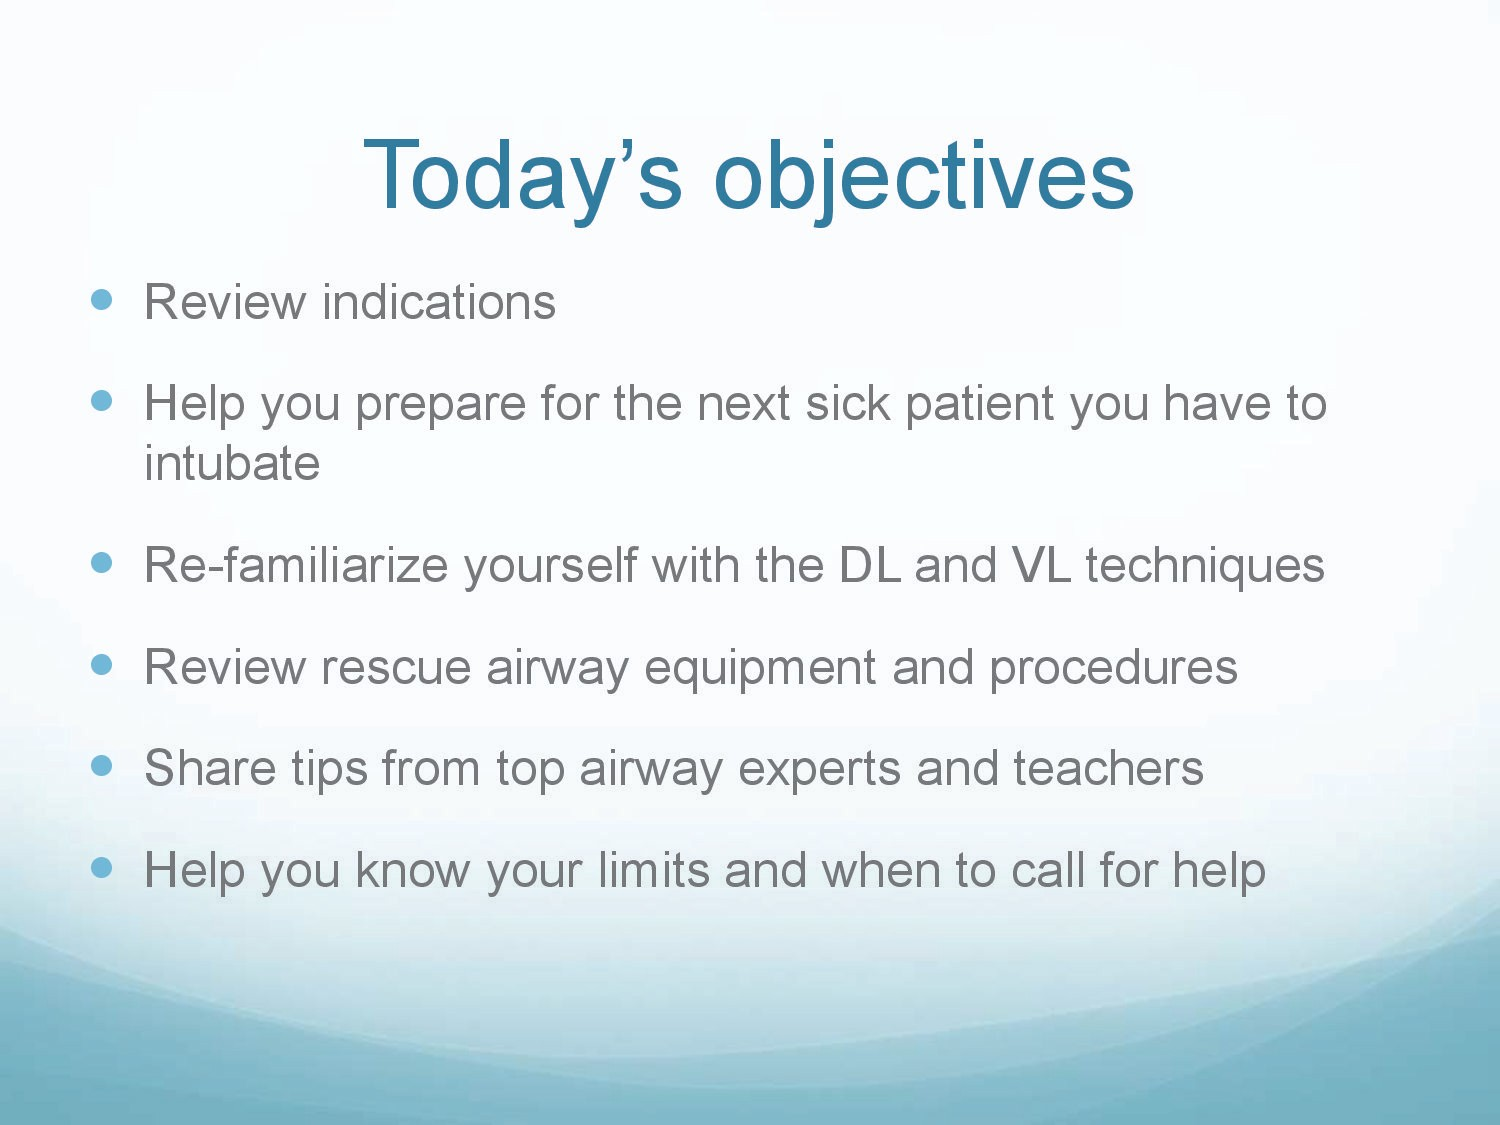 Today’s objectives
Review indications
Help you prepare for the next sick patient you have to
intubate
Re-familiarize yourself with the DL and VL techniques
Review rescue airway equipment and procedures
Share tips from top airway experts and teachers
Help you know your limits and when to call for help